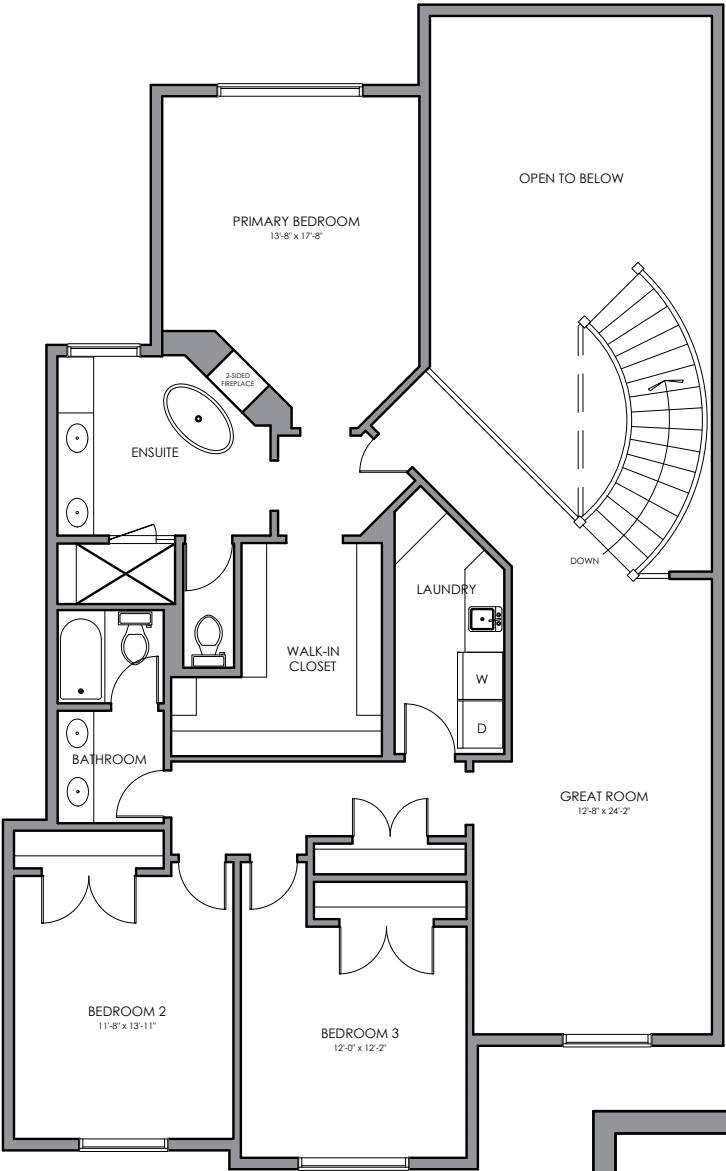 OPEN TO BELOW
PRIMARY BEDROOM
13'-8" x 17'-8"
2-SIDED
FIREPLACE
ENSUITE
DOWN
LAUNDRY
WALK-IN
CLOSET
W
D
BATHROOM
GREAT ROOM
12'-8" x 24'-2"
BEDROOM 2
11'-8" x 13'-11"
BEDROOM 3
12'-0" x 12'-2"